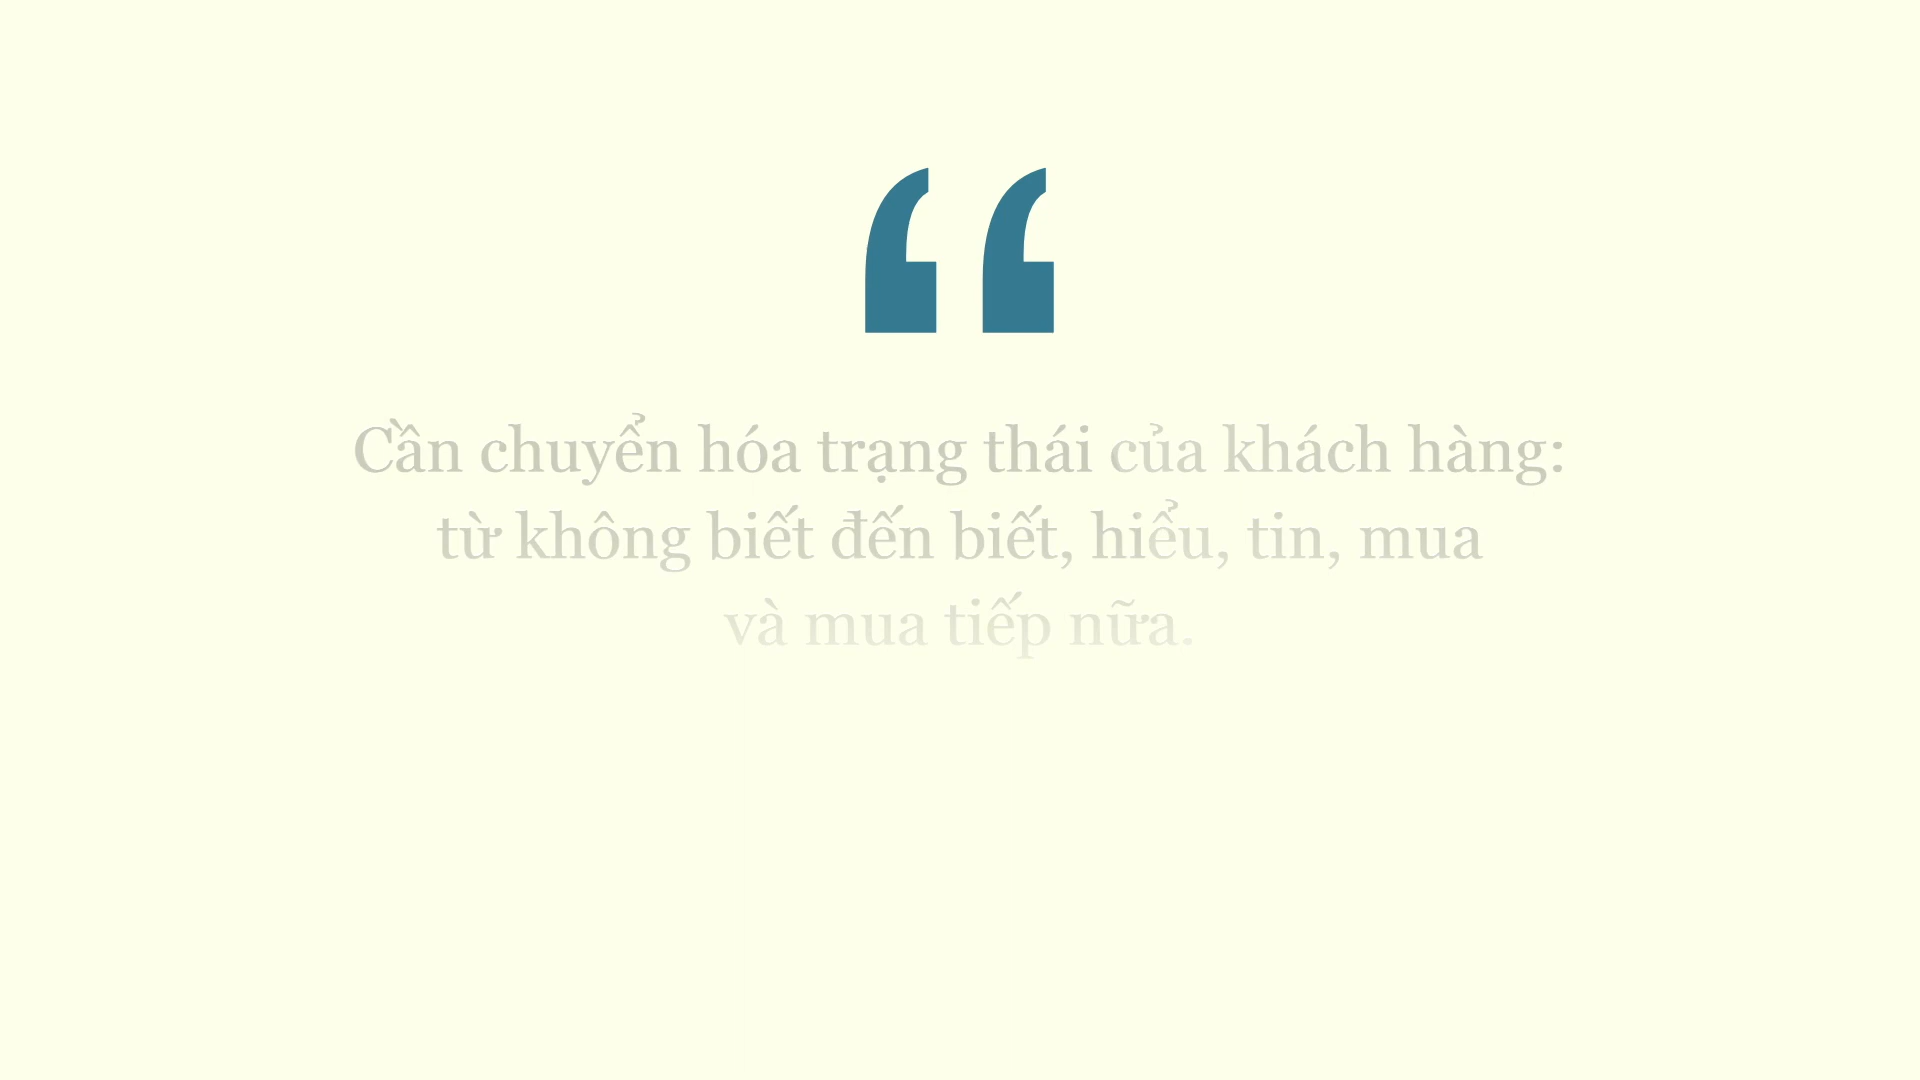 “
Cần chuyển hóa trạng thái của khách hàng:
từ không biết đến biết, hiểu, tin, mua
và mua tiếp nữa.